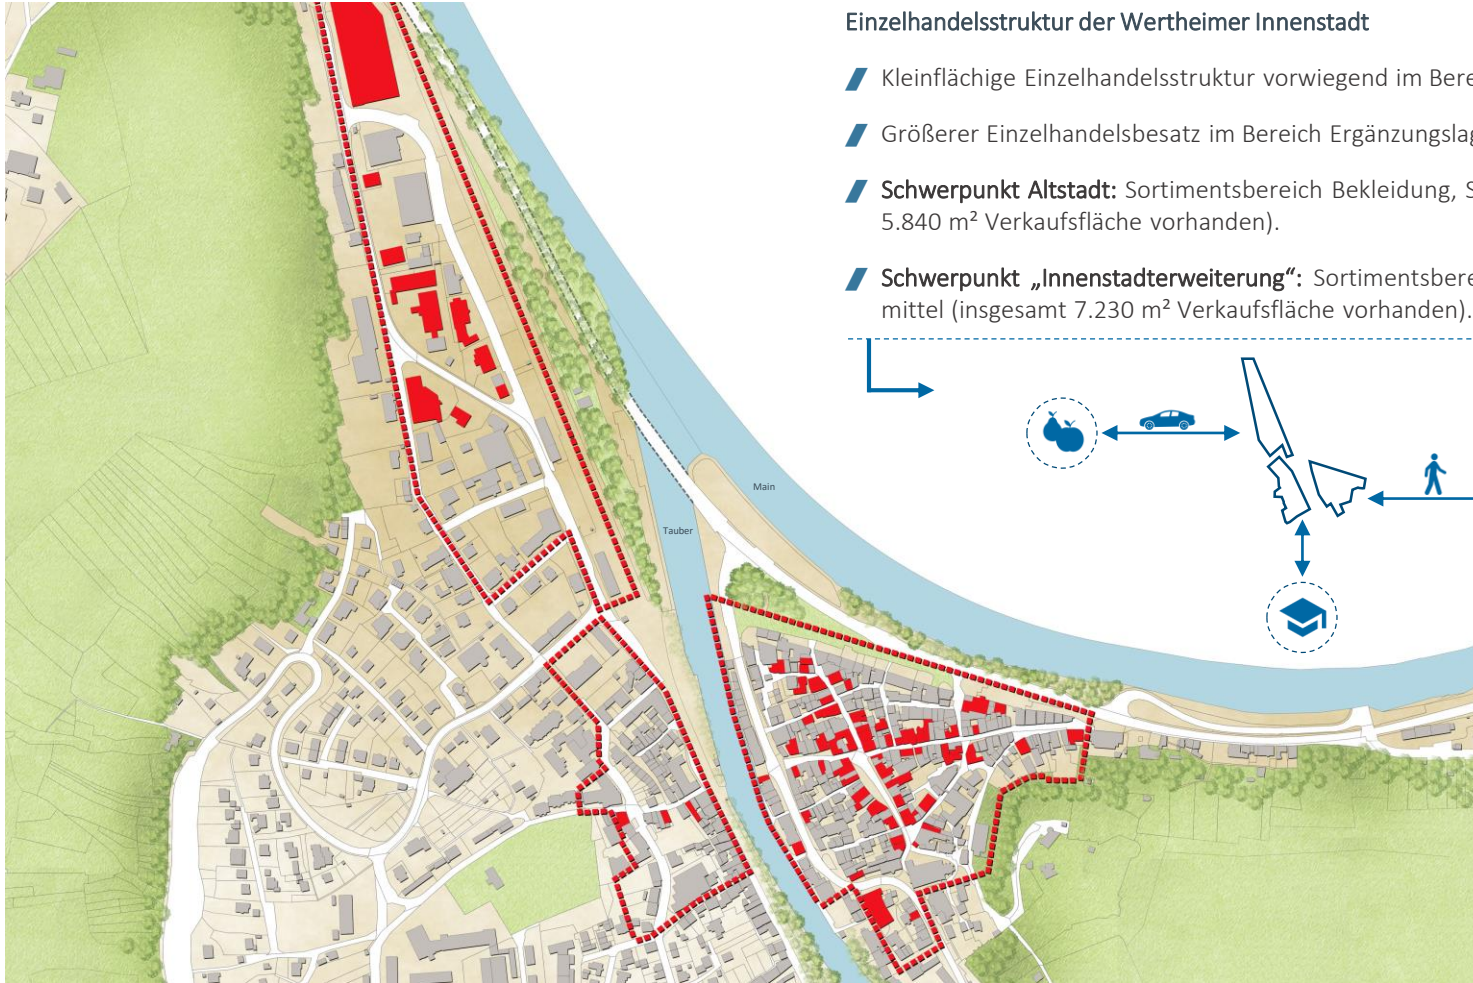 Einzelhandelsstruktur der Wertheimer Innenstadt
Kleinflächige Einzelhandelsstruktur vorwiegend im Bere
Größerer Einzelhandelsbesatz im Bereich Ergänzungslag
Schwerpunkt Altstadt: Sortimentsbereich Bekleidung, S
5.840 m² Verkaufsfläche vorhanden).
Schwerpunkt „Innenstadterweiterung“: Sortimentsbere
mittel (insgesamt 7.230 m² Verkaufsfläche vorhanden).
Main
Tauber